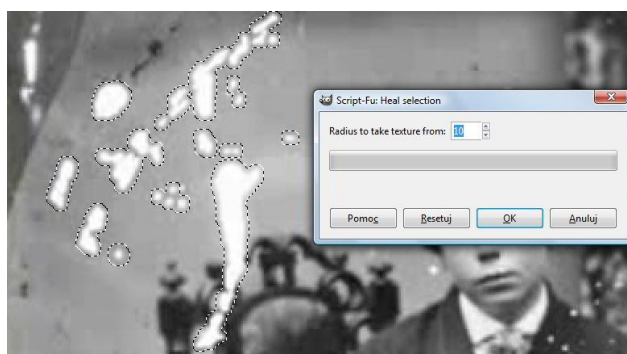 Script-Fu: Heal selection
Radius to take texture from: 10
Pomoc Resetuj OK Anuluj